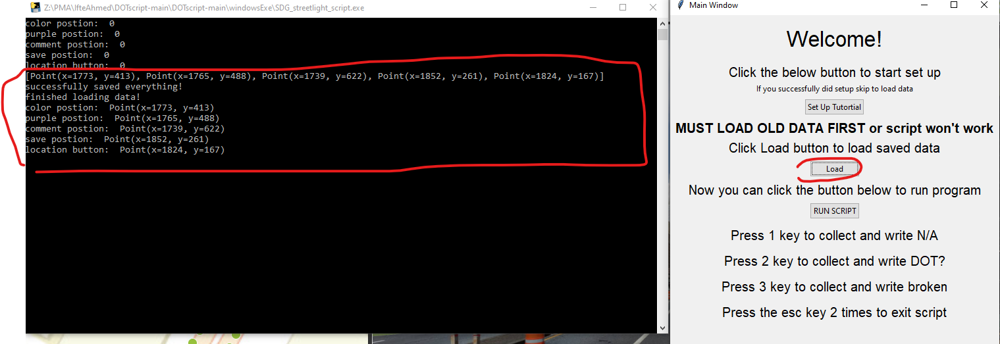 Z:\PMA\IfteAhmed\DOTscript-main\DOTscript-main\windowsExe\SDG_streetlight_script.exe
color postion:  0
purple postion:  0
comment postion:  0
save postion:  0
location button:  0
[Point(x=1773, y=413), Point(x=1765, y=488), Point(x=1739, y=622), Point(x=1852, y=261), Point(x=1824, y=167)]
successfully saved everything!
finished loading data!
color postion:  Point(x=1773, y=413)
purple postion:  Point(x=1765, y=488)
comment postion:  Point(x=1739, y=622)
save postion:  Point(x=1852, y=261)
location button:  Point(x=1824, y=167)
Main Window
Welcome!
Click the below button to start set up
If you successfully did setup skip to load data
Set Up Tutortial
MUST LOAD OLD DATA FIRST or script won't work
Click Load button to load saved data
Load
Now you can click the button below to run program
RUN SCRIPT
Press 1 key to collect and write N/A
Press 2 key to collect and write DOT?
Press 3 key to collect and write broken
Press the esc key 2 times to exit script